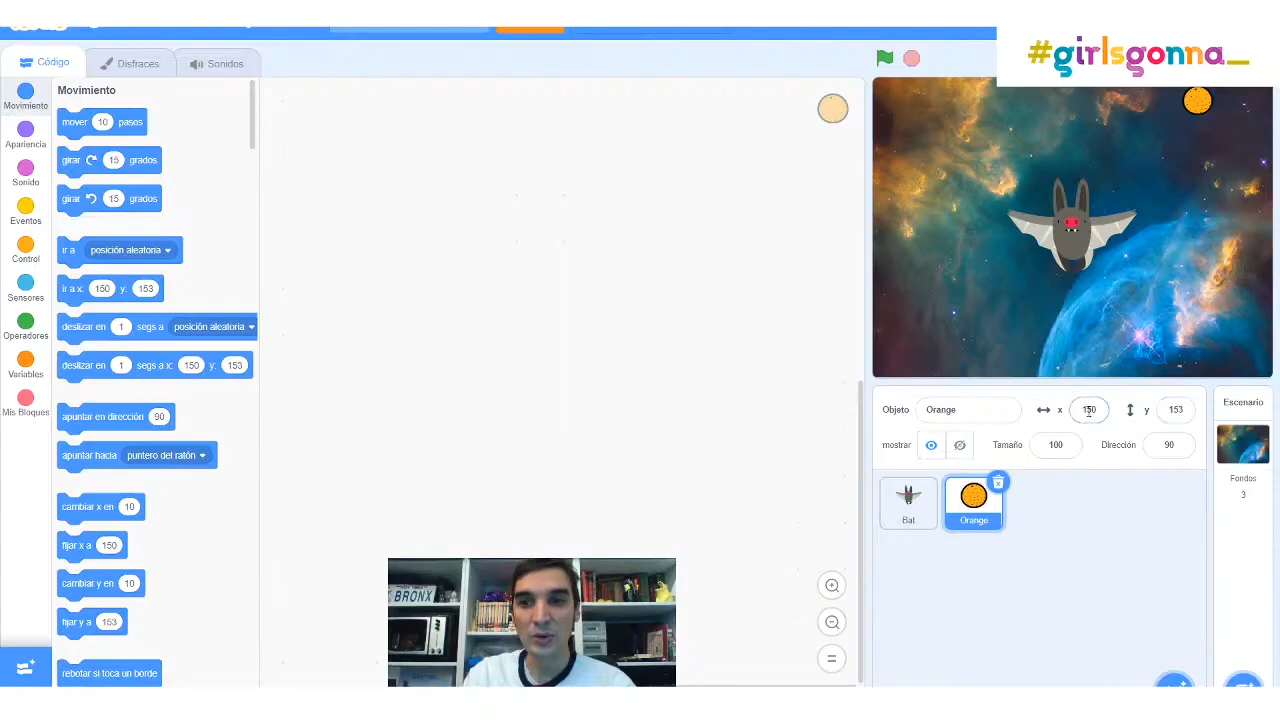 #girlsgonna_
Código
Disfraces
Sonidos
Movimiento
Apariencia
Sonido
Eventos
Control
Sensores
Operadores
Variables
Mis Bloques
Movimiento
mover 10 pasos
girar 15 grados
girar 15 grados
ir a posición aleatoria
ir a x: 150 y: 153
deslizar en 1 segs a posición aleatoria
deslizar en 1 segs a x: 150 y: 153
apuntar en dirección 90
apuntar hacia puntero del ratón
cambiar x en 10
fijar x a 150
cambiar y en 10
fijar y a 153
rebotar si toca un borde
BRONX
Objeto Orange x 150 y 153
mostrar Tamaño 100 Dirección 90
Bat
Orange
Escenario
Fondos
3